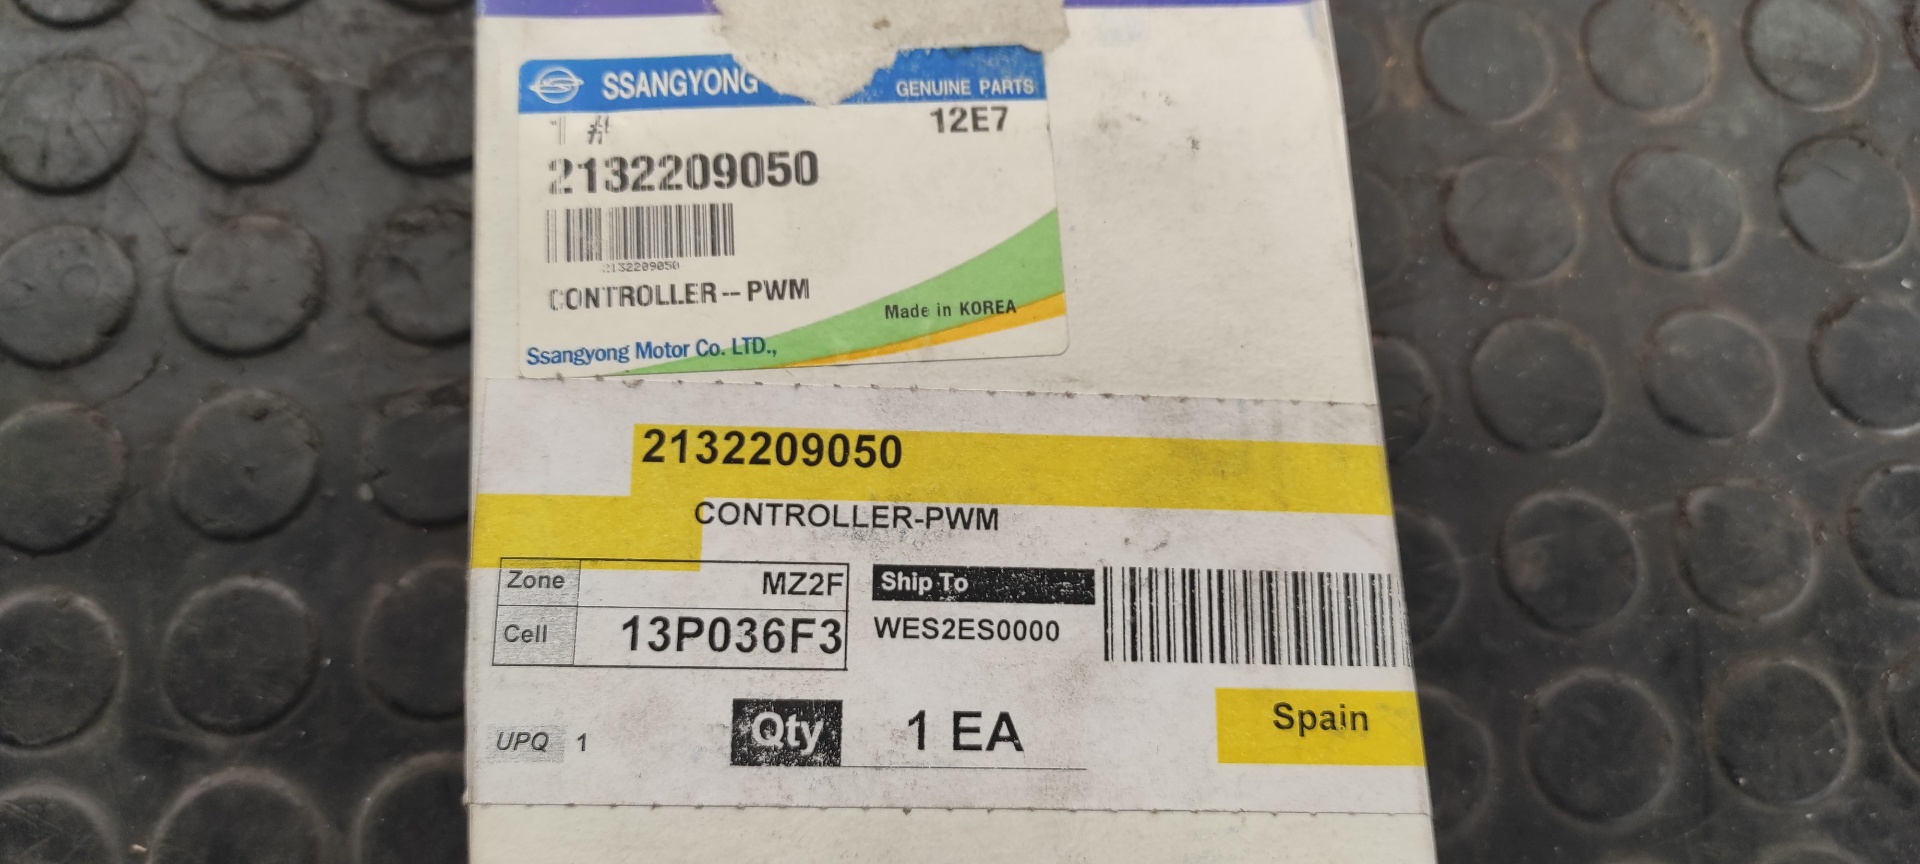 SSANGYONG GENUINE PARTS
1 # 12E7
2132209050
2132209050
CONTROLLER--PWM
Made in KOREA
Ssangyong Motor Co. LTD.,
2132209050
CONTROLLER-PWM
Zone MZ2F
Ship To
Cell 13P036F3
WES2ES0000
UPQ 1
Qty 1 EA
Spain